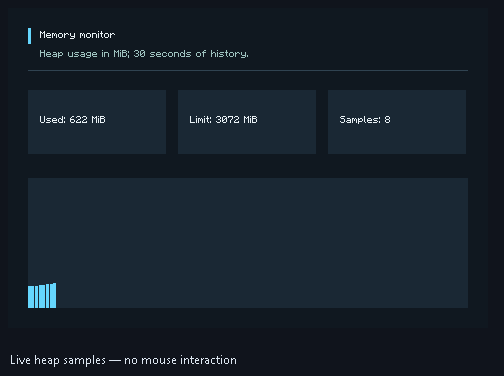 Memory monitor
Heap usage in MiB; 30 seconds of history.
Used: 622 MiB
Limit: 3072 MiB
Samples: 8
Live heap samples — no mouse interaction